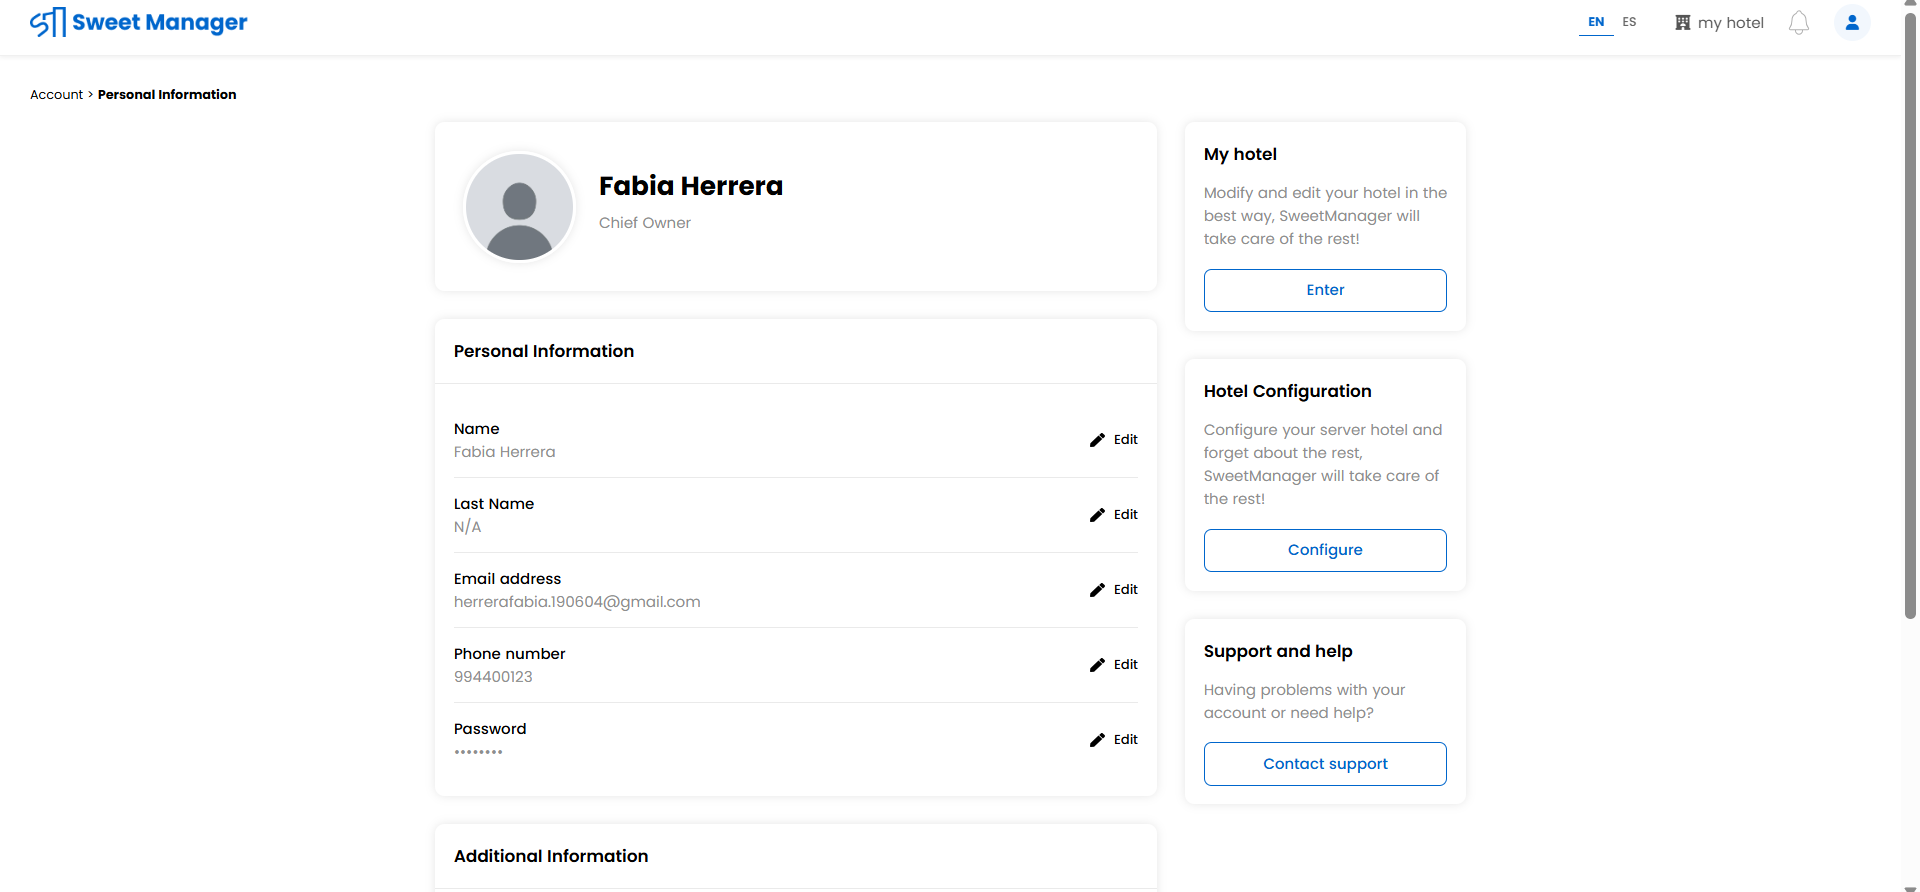 Sweet Manager
EN ES my hotel
Account > Personal Information
Fabia Herrera
Chief Owner
Personal Information
Name
Fabia Herrera
Edit
Last Name
N/A
Edit
Email address
herrerafabia.190604@gmail.com
Edit
Phone number
994400123
Edit
Password
••••••••
Edit
Additional Information
My hotel
Modify and edit your hotel in the
best way, SweetManager will
take care of the rest!
Enter
Hotel Configuration
Configure your server hotel and
forget about the rest,
SweetManager will take care of
the rest!
Configure
Support and help
Having problems with your
account or need help?
Contact support